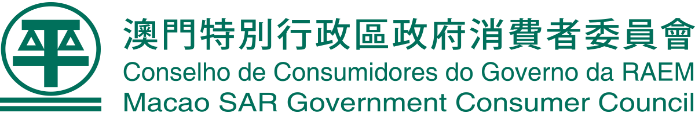 澳門特別行政區政府消費者委員會
Conselho de Consumidores do Governo da RAEM
Macao SAR Government Consumer Council